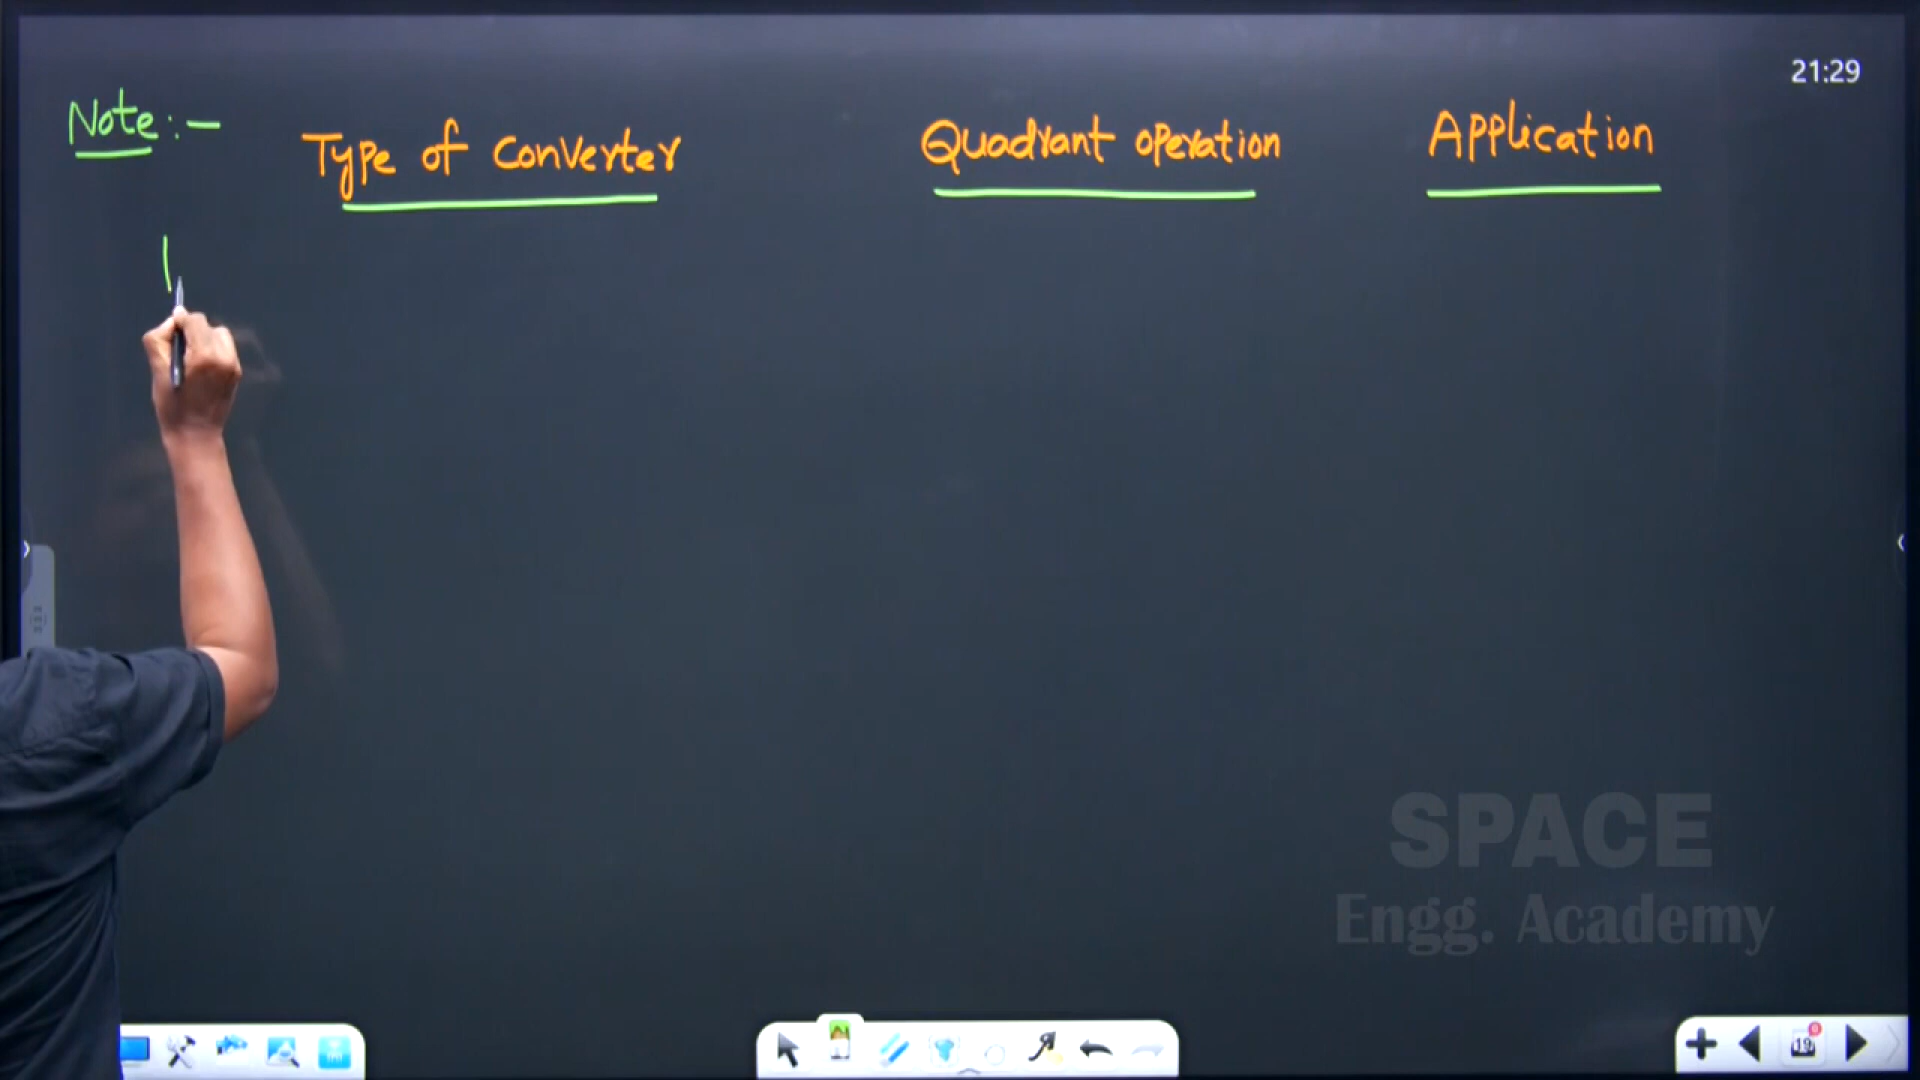 21:29
Note:-
Type of Converter Quadrant operation Application
SPACE
Engg. Academy